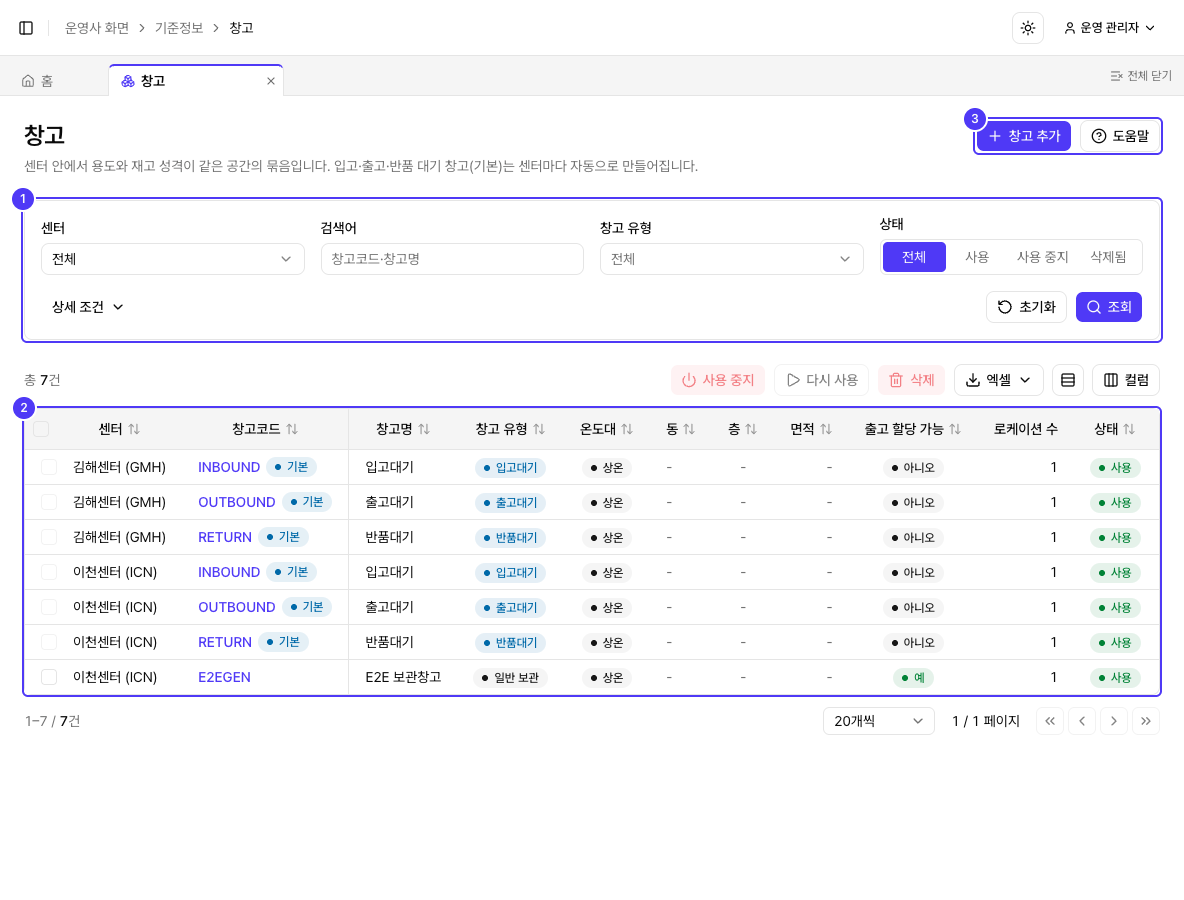 운영사 화면 > 기준정보 > 창고
운영 관리자
홈
창고
전체 닫기
창고
3
창고 추가
도움말
센터 안에서 용도와 재고 성격이 같은 공간의 묶음입니다. 입고·출고·반품 대기 창고(기본)는 센터마다 자동으로 만들어집니다.
1
센터 검색어 창고 유형 상태
전체 창고코드·창고명 전체 전체 사용 사용 중지 삭제됨
상세 조건 초기화 조회
총 7건 사용 중지 다시 사용 삭제 엑셀 컬럼
2
센터 창고코드 창고명 창고 유형 온도대 동 층 면적 출고 할당 가능 로케이션 수 상태
김해센터 (GMH) INBOUND 기본 입고대기 입고대기 상온 - - - 아니오 1 사용
김해센터 (GMH) OUTBOUND 기본 출고대기 출고대기 상온 - - - 아니오 1 사용
김해센터 (GMH) RETURN 기본 반품대기 반품대기 상온 - - - 아니오 1 사용
이천센터 (ICN) INBOUND 기본 입고대기 입고대기 상온 - - - 아니오 1 사용
이천센터 (ICN) OUTBOUND 기본 출고대기 출고대기 상온 - - - 아니오 1 사용
이천센터 (ICN) RETURN 기본 반품대기 반품대기 상온 - - - 아니오 1 사용
이천센터 (ICN) E2EGEN E2E 보관창고 일반 보관 상온 - - - 예 1 사용
1–7 / 7건 20개씩 1 / 1 페이지